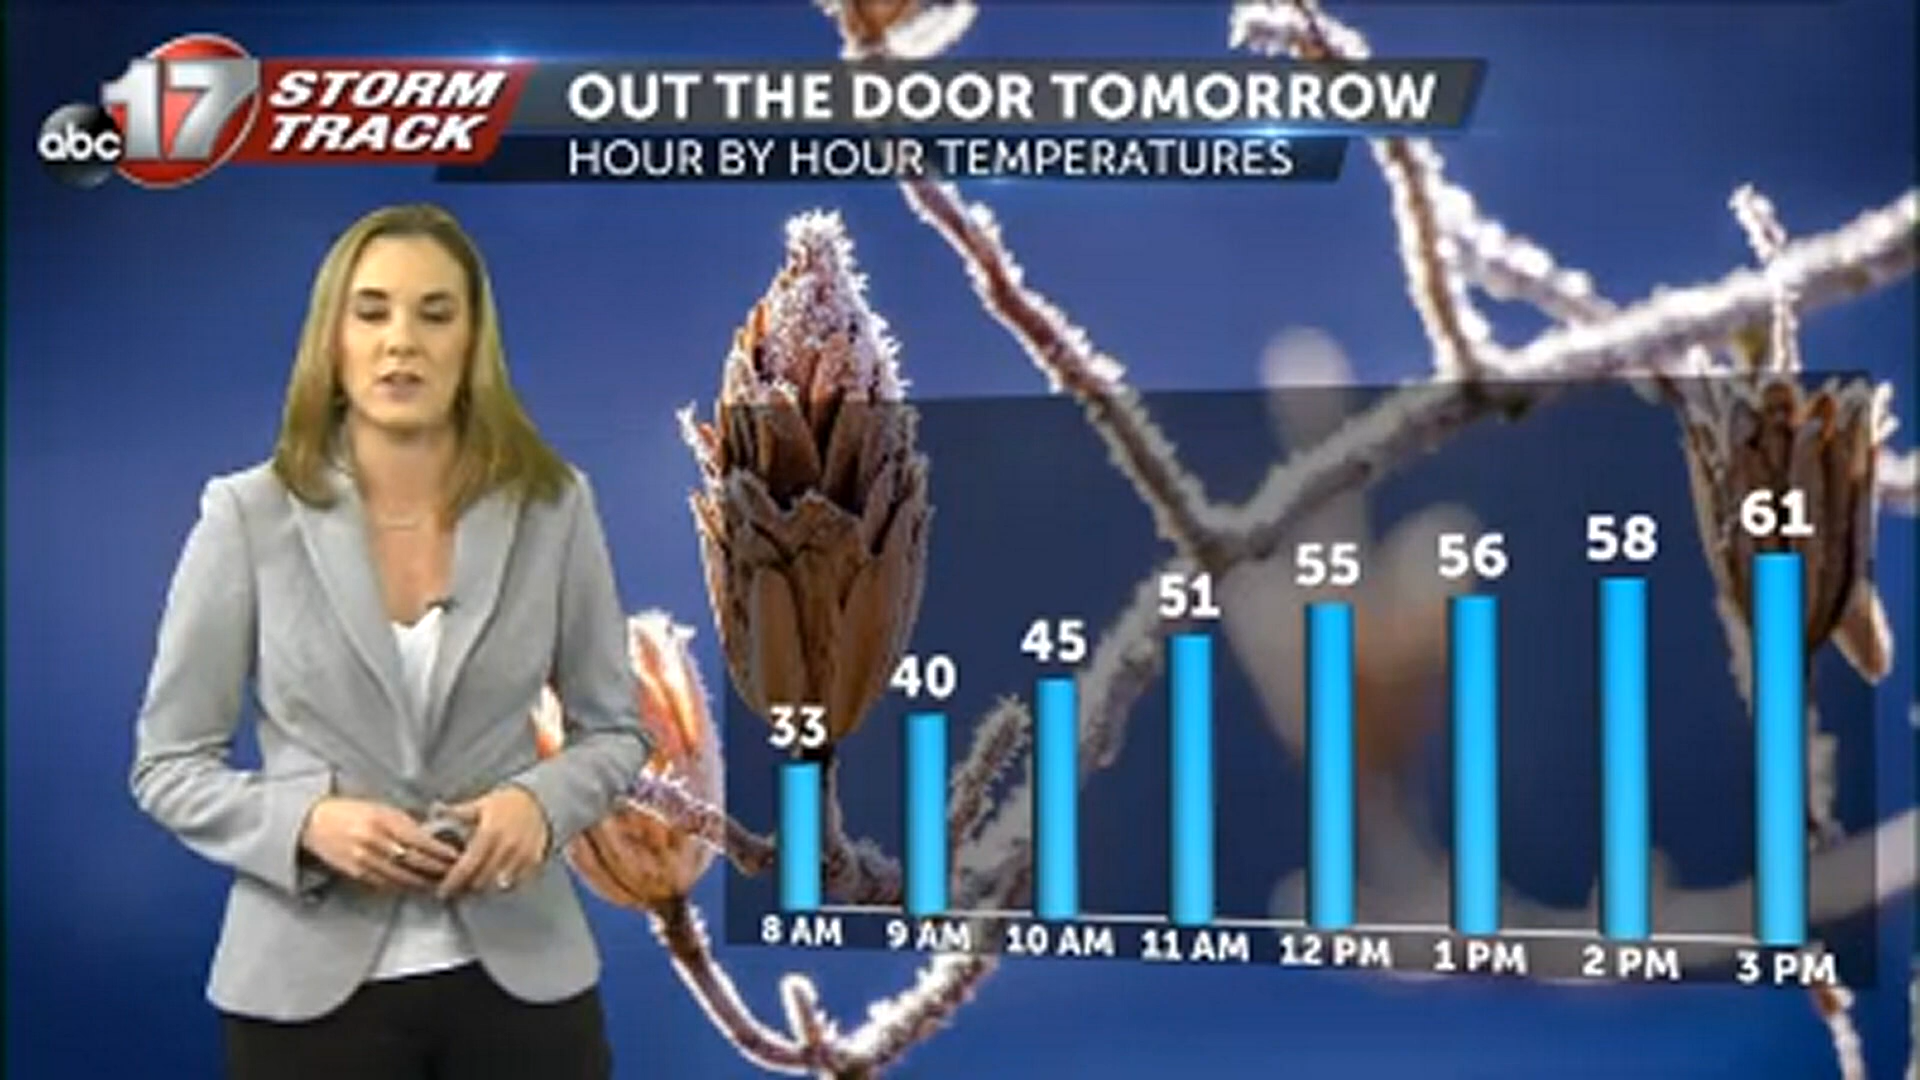 abc 17 STORM TRACK
OUT THE DOOR TOMORROW
HOUR BY HOUR TEMPERATURES
33 40 45 51 55 56 58 61
8 AM 9 AM 10 AM 11 AM 12 PM 1 PM 2 PM 3 PM